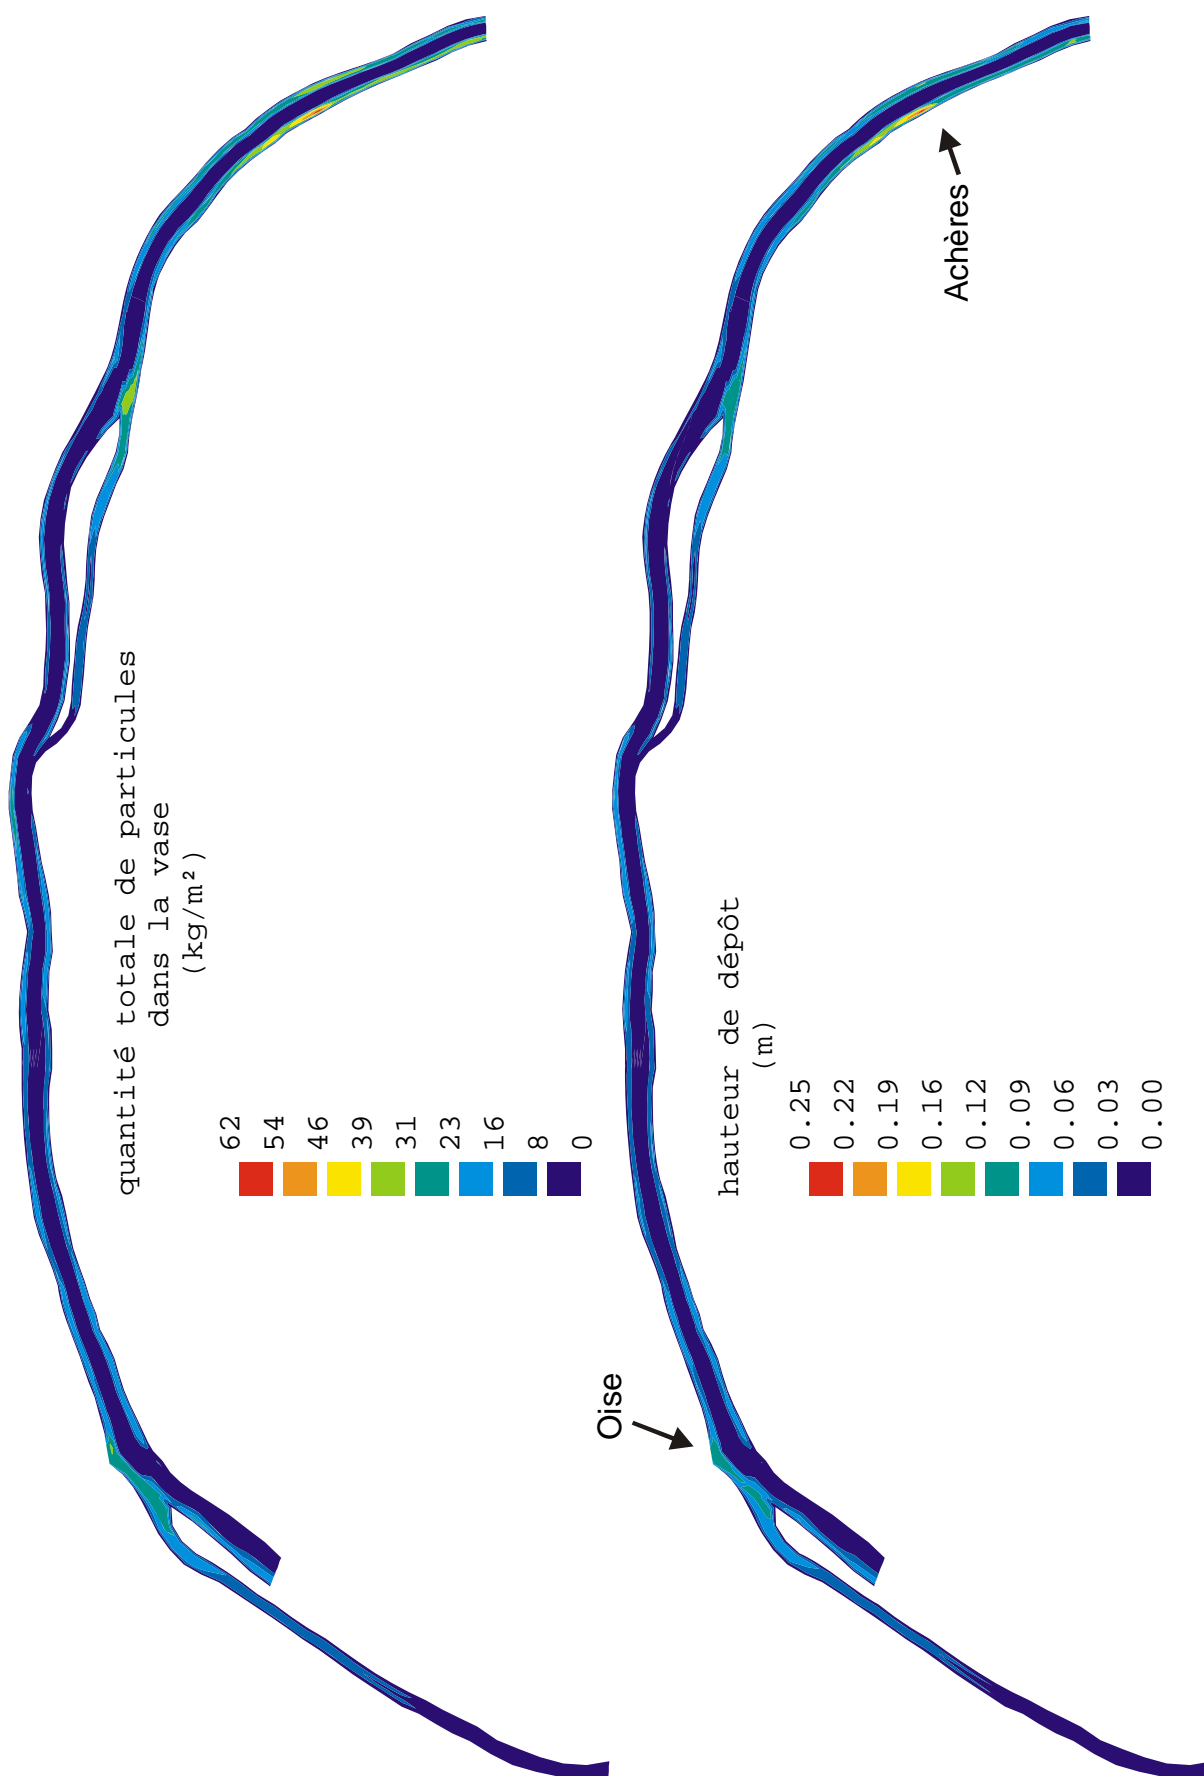 quantité totale de particules
dans la vase
(kg/m²)
62
54
46
39
31
23
16
8
0
Oise
Achères
hauteur de dépôt
(m)
0.25
0.22
0.19
0.16
0.12
0.09
0.06
0.03
0.00